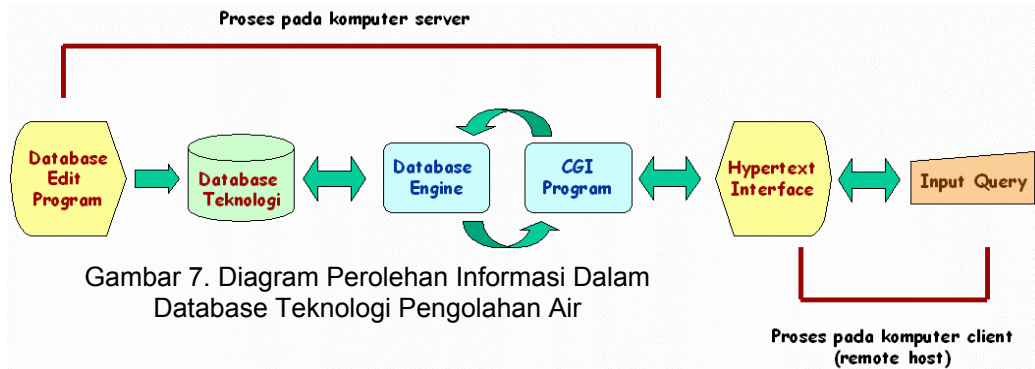 Proses pada komputer server
Database
Edit
Program
Database
Teknologi
Database
Engine
CGI
Program
Hypertext
Interface
Input Query
Gambar 7. Diagram Perolehan Informasi Dalam
Database Teknologi Pengolahan Air
Proses pada komputer client
(remote host)